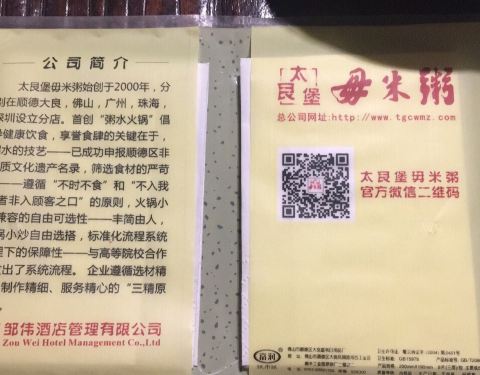 公司简介
太艮堡毋米粥始创于2000年，分
别在顺德大良，佛山，广州，珠海，
深圳设立分店。首创“粥水火锅”倡
导健康饮食，享誉食肆的关键在于，
水的技艺——已成功申报顺德区非
质文化遗产名录，筛选食材的严苛
——遵循“不时不食”和“不入我
者非入顾客之口”的原则，火锅小
兼容的自由可选性——丰简由人，
小炒自由选搭，标准化流程系统
下的保障性——与高等院校合作
出了系统流程。企业遵循选材精
制作精细、服务精心的“三精原
邹伟酒店管理有限公司
Zou Wei Hotel Management Co.,Ltd
太艮堡 毋米粥
总公司网址:http://www.tgcwmz.com
太艮堡毋米粥
官方微信二维码